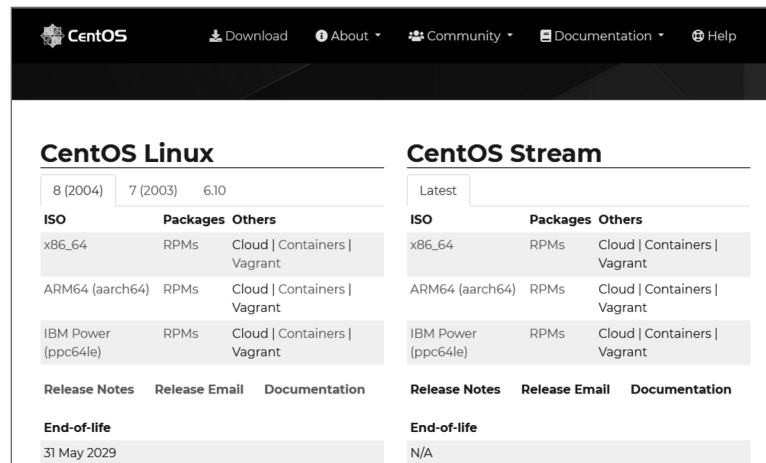 CentOS Download About Community Documentation Help
CentOS Linux
8 (2004) 7 (2003) 6.10
ISO Packages Others
x86_64 RPMs Cloud | Containers |
Vagrant
ARM64 (aarch64) RPMs Cloud | Containers |
Vagrant
IBM Power RPMs Cloud | Containers |
(ppc64le) Vagrant
Release Notes Release Email Documentation
End-of-life
31 May 2029
CentOS Stream
Latest
ISO Packages Others
x86_64 RPMs Cloud | Containers |
Vagrant
ARM64 (aarch64) RPMs Cloud | Containers |
Vagrant
IBM Power RPMs Cloud | Containers |
(ppc64le) Vagrant
Release Notes Release Email Documentation
End-of-life
N/A